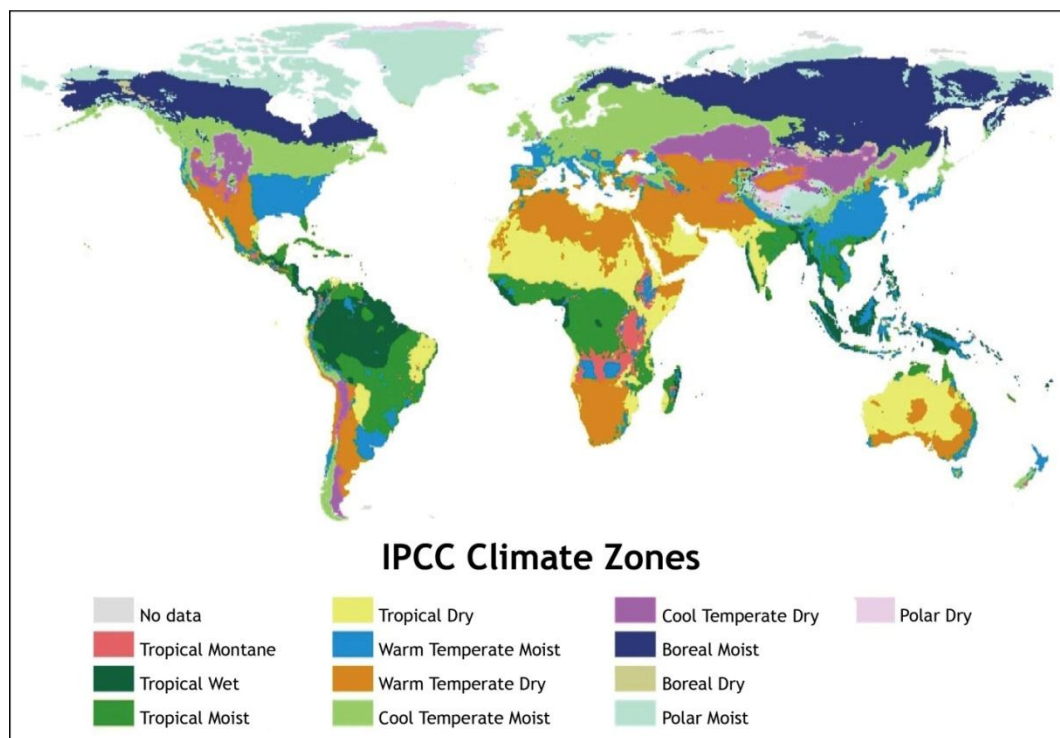 IPCC Climate Zones
No data
Tropical Montane
Tropical Wet
Tropical Moist
Tropical Dry
Warm Temperate Moist
Warm Temperate Dry
Cool Temperate Moist
Cool Temperate Dry
Boreal Moist
Boreal Dry
Polar Moist
Polar Dry